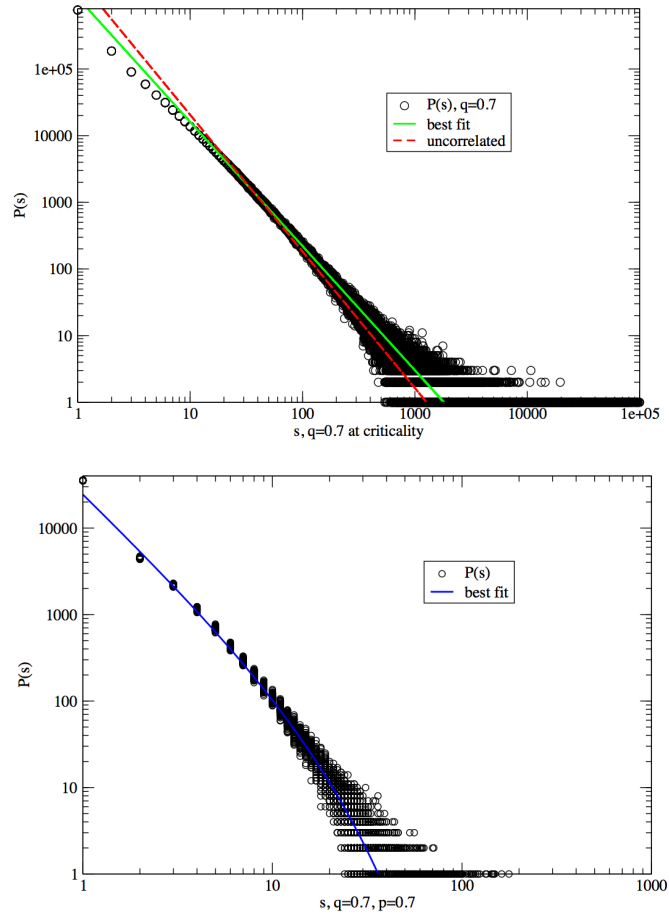 1e+05
10000
1000
100
10
1
P(s)
P(s), q=0.7
best fit
uncorrelated
1
10
100
1000
10000
1e+05
s, q=0.7 at criticality
10000
1000
100
10
1
P(s)
P(s)
best fit
1
10
100
1000
s, q=0.7, p=0.7